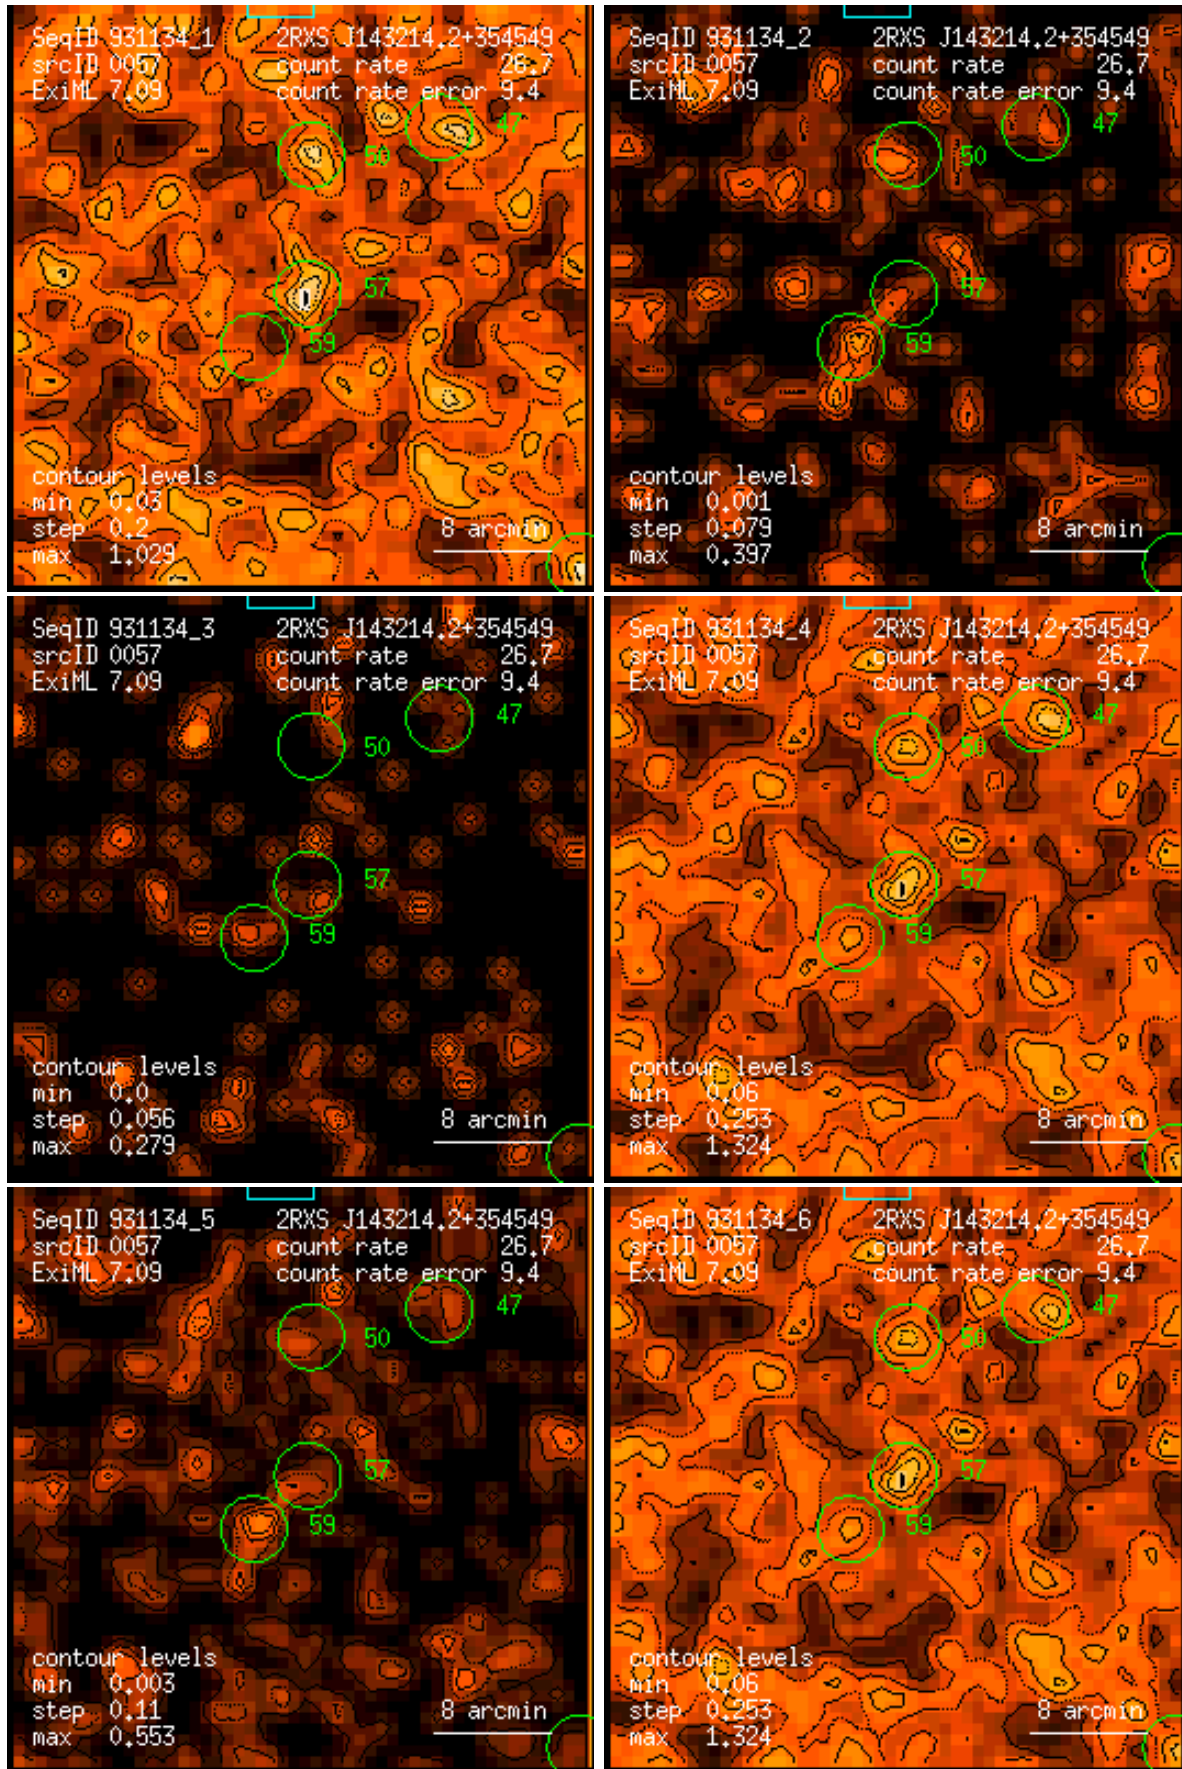 SeqID 931134_1 2RXS J143214.2+354549
srcID 0057 count rate 26.7
ExiML 7.09 count rate error 9.4
47
50
57
59
contour levels
min 0.03
step 0.2 8 arcmin
max 1.029
SeqID 931134_2 2RXS J143214.2+354549
srcID 0057 count rate 26.7
ExiML 7.09 count rate error 9.4
47
50
57
59
contour levels
min 0.001
step 0.079 8 arcmin
max 0.397
SeqID 931134_3 2RXS J143214.2+354549
srcID 0057 count rate 26.7
ExiML 7.09 count rate error 9.4
47
50
57
59
contour levels
min 0.0
step 0.056 8 arcmin
max 0.279
SeqID 931134_4 2RXS J143214.2+354549
srcID 0057 count rate 26.7
ExiML 7.09 count rate error 9.4
47
50
57
59
contour levels
min 0.06
step 0.253 8 arcmin
max 1.324
SeqID 931134_5 2RXS J143214.2+354549
srcID 0057 count rate 26.7
ExiML 7.09 count rate error 9.4
47
50
57
59
contour levels
min 0.003
step 0.11 8 arcmin
max 0.553
SeqID 931134_6 2RXS J143214.2+354549
srcID 0057 count rate 26.7
ExiML 7.09 count rate error 9.4
47
50
57
59
contour levels
min 0.06
step 0.253 8 arcmin
max 1.324